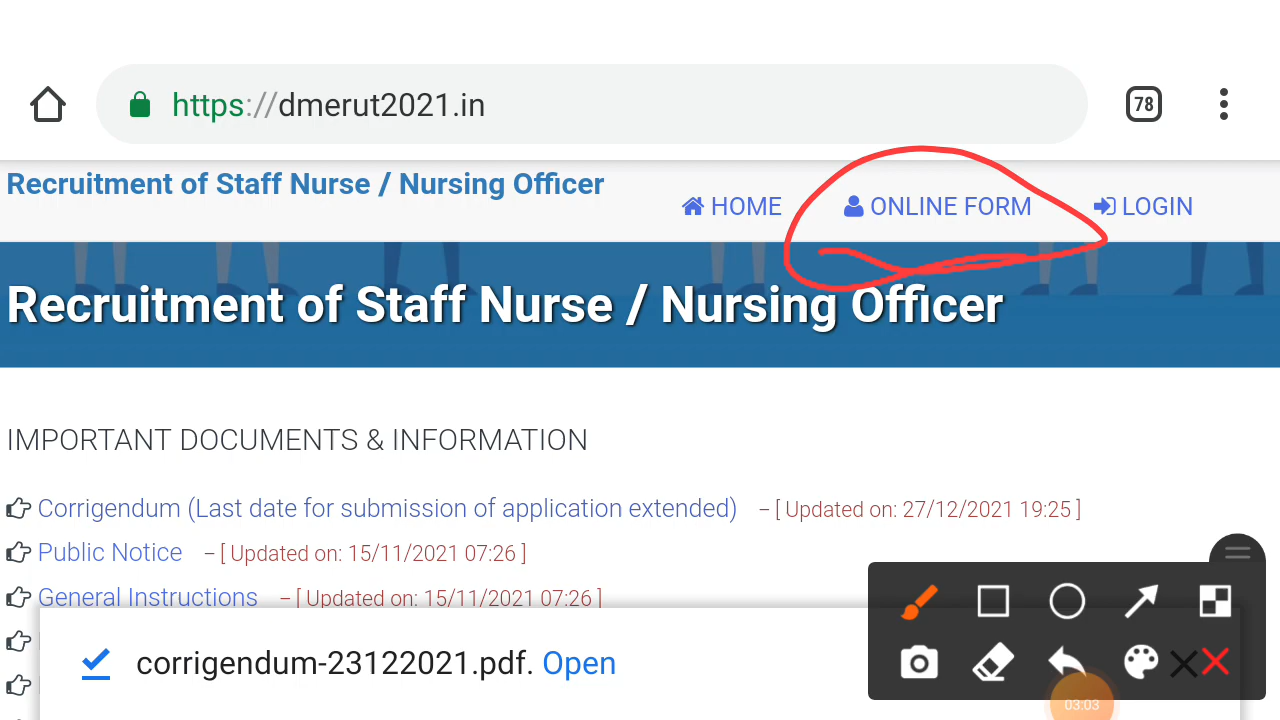 https://dmerut2021.in
78
Recruitment of Staff Nurse / Nursing Officer
HOME
ONLINE FORM
LOGIN
Recruitment of Staff Nurse / Nursing Officer
IMPORTANT DOCUMENTS & INFORMATION
Corrigendum (Last date for submission of application extended) – [ Updated on: 27/12/2021 19:25 ]
Public Notice – [ Updated on: 15/11/2021 07:26 ]
General Instructions – [ Updated on: 15/11/2021 07:26 ]
corrigendum-23122021.pdf. Open
03:03